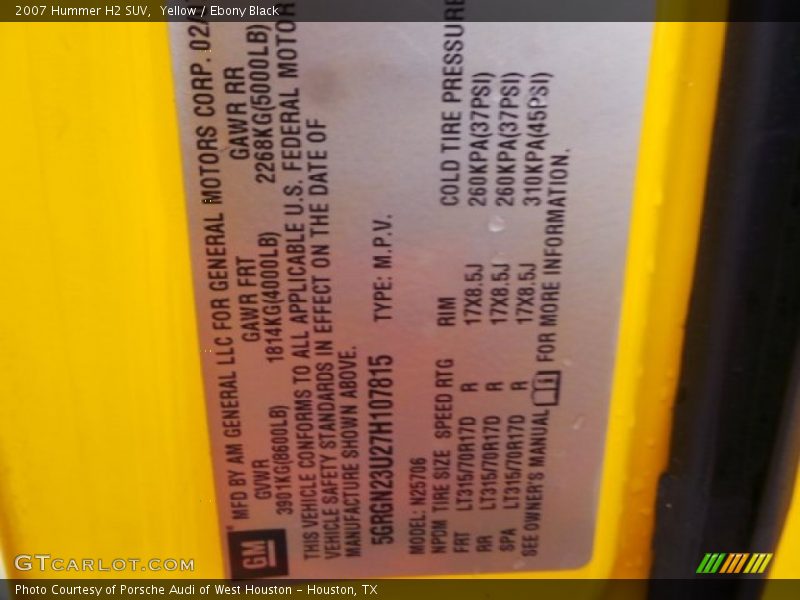 2007 Hummer H2 SUV, Yellow / Ebony Black
GM
MFD BY AM GENERAL LLC FOR GENERAL MOTORS CORP. 02/
GVWR GAWR FRT GAWR RR
3901KG(8600LB) 1814KG(4000LB) 2268KG(5000LB)
THIS VEHICLE CONFORMS TO ALL APPLICABLE U.S. FEDERAL MOTOR
VEHICLE SAFETY STANDARDS IN EFFECT ON THE DATE OF
MANUFACTURE SHOWN ABOVE.
5GRGN23U27H107815 TYPE: M.P.V.
MODEL: N25706
NPDM TIRE SIZE SPEED RTG RIM COLD TIRE PRESSURE
FRT LT315/70R17D R 17X8.5J 260KPA(37PSI)
RR LT315/70R17D R 17X8.5J 260KPA(37PSI)
SPA LT315/70R17D R 17X8.5J 310KPA(45PSI)
SEE OWNER'S MANUAL FOR MORE INFORMATION.
GTCARCOM.COM
Photo Courtesy of Porsche Audi of West Houston - Houston, TX